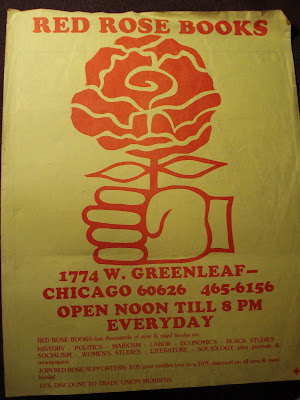 RED ROSE BOOKS
1774 W. GREENLEAF—
CHICAGO 60626 465-6156
OPEN NOON TILL 8 PM
EVERYDAY
RED ROSE BOOKS has thousands of new & used books on:
HISTORY - POLITICS - MARXISM - LABOR - ECONOMICS - BLACK STUDIES -
SOCIALISM - WOMEN'S STUDIES - LITERATURE - SOCIOLOGY, plus, journals &
newspapers.
JOIN RED ROSE SUPPORTERS. $10/year entitles you to a 10% discount on all new & used
books!
10% DISCOUNT TO TRADE UNION MEMBERS.